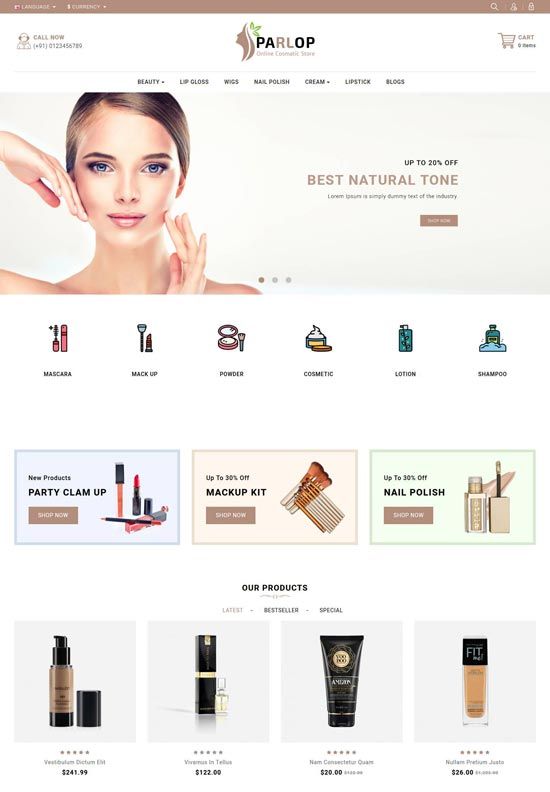 LANGUAGE
$ CURRENCY
CALL NOW
(+91) 0123456789
PARLOP
Online Cosmatic Store
CART
0 items
BEAUTY
LIP GLOSS
WIGS
NAIL POLISH
CREAM
LIPSTICK
BLOGS
UP TO 20% OFF
BEST NATURAL TONE
Lorem Ipsum is simply dummy text of the industry.
SHOP NOW
MASCARA
MACK UP
POWDER
COSMETIC
LOTION
SHAMPOO
New Products
PARTY CLAM UP
SHOP NOW
Up To 30% Off
MACKUP KIT
SHOP NOW
Up To 30% Off
NAIL POLISH
SHOP NOW
OUR PRODUCTS
LATEST - BESTSELLER - SPECIAL
FIT
me!
Vestibulum Dictum Elit
$241.99
Vivamus In Tellus
$122.00
Nam Consectetur Quam
$20.00 $122.00
Nullam Pretium Justo
$26.00